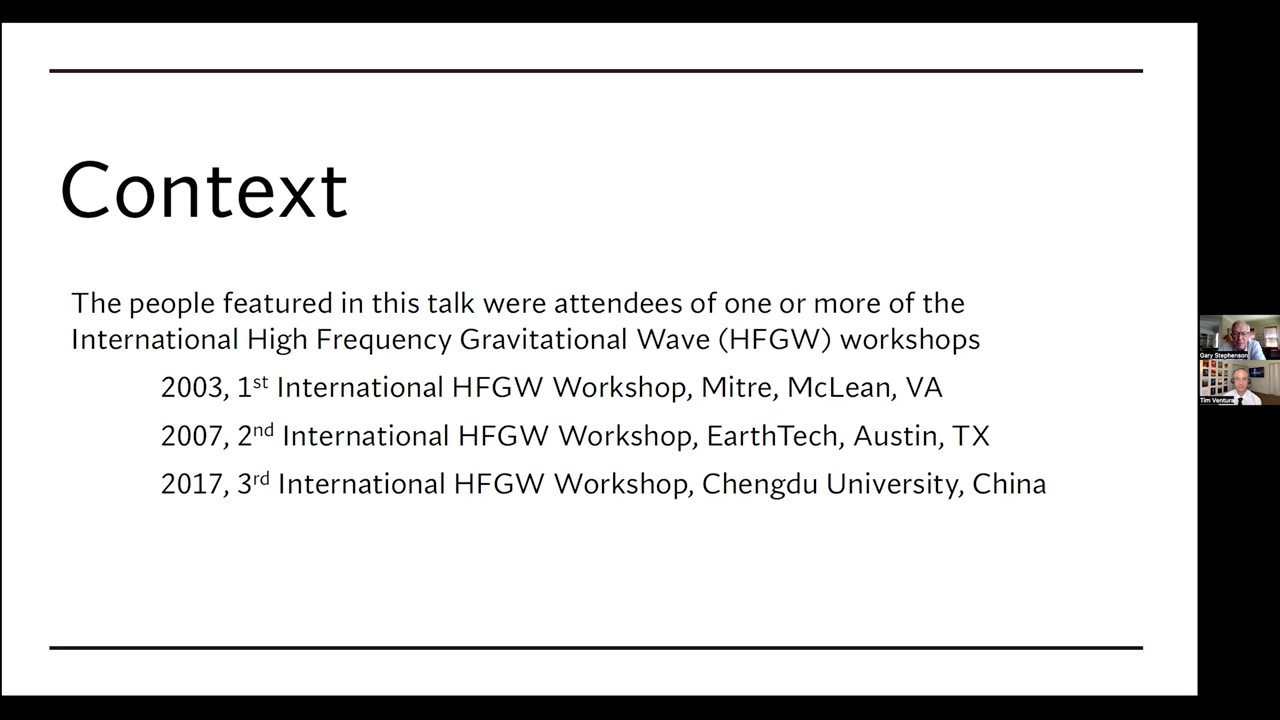 Context
The people featured in this talk were attendees of one or more of the
International High Frequency Gravitational Wave (HFGW) workshops
2003, 1st International HFGW Workshop, Mitre, McLean, VA
2007, 2nd International HFGW Workshop, EarthTech, Austin, TX
2017, 3rd International HFGW Workshop, Chengdu University, China
Gary Stephenson
Tim Ventura